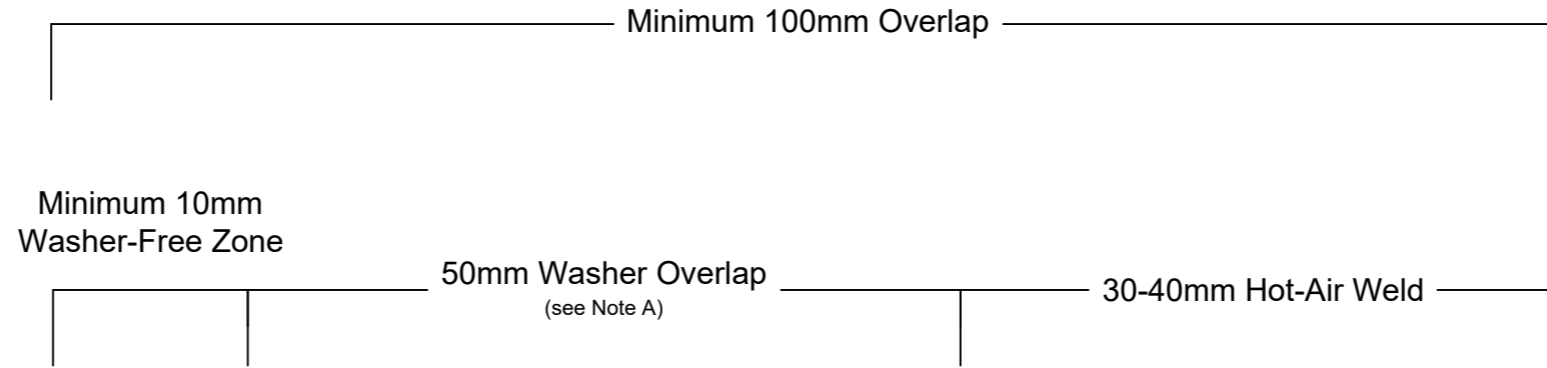 Minimum 100mm Overlap
Minimum 10mm
Washer-Free Zone
50mm Washer Overlap
(see Note A)
30-40mm Hot-Air Weld